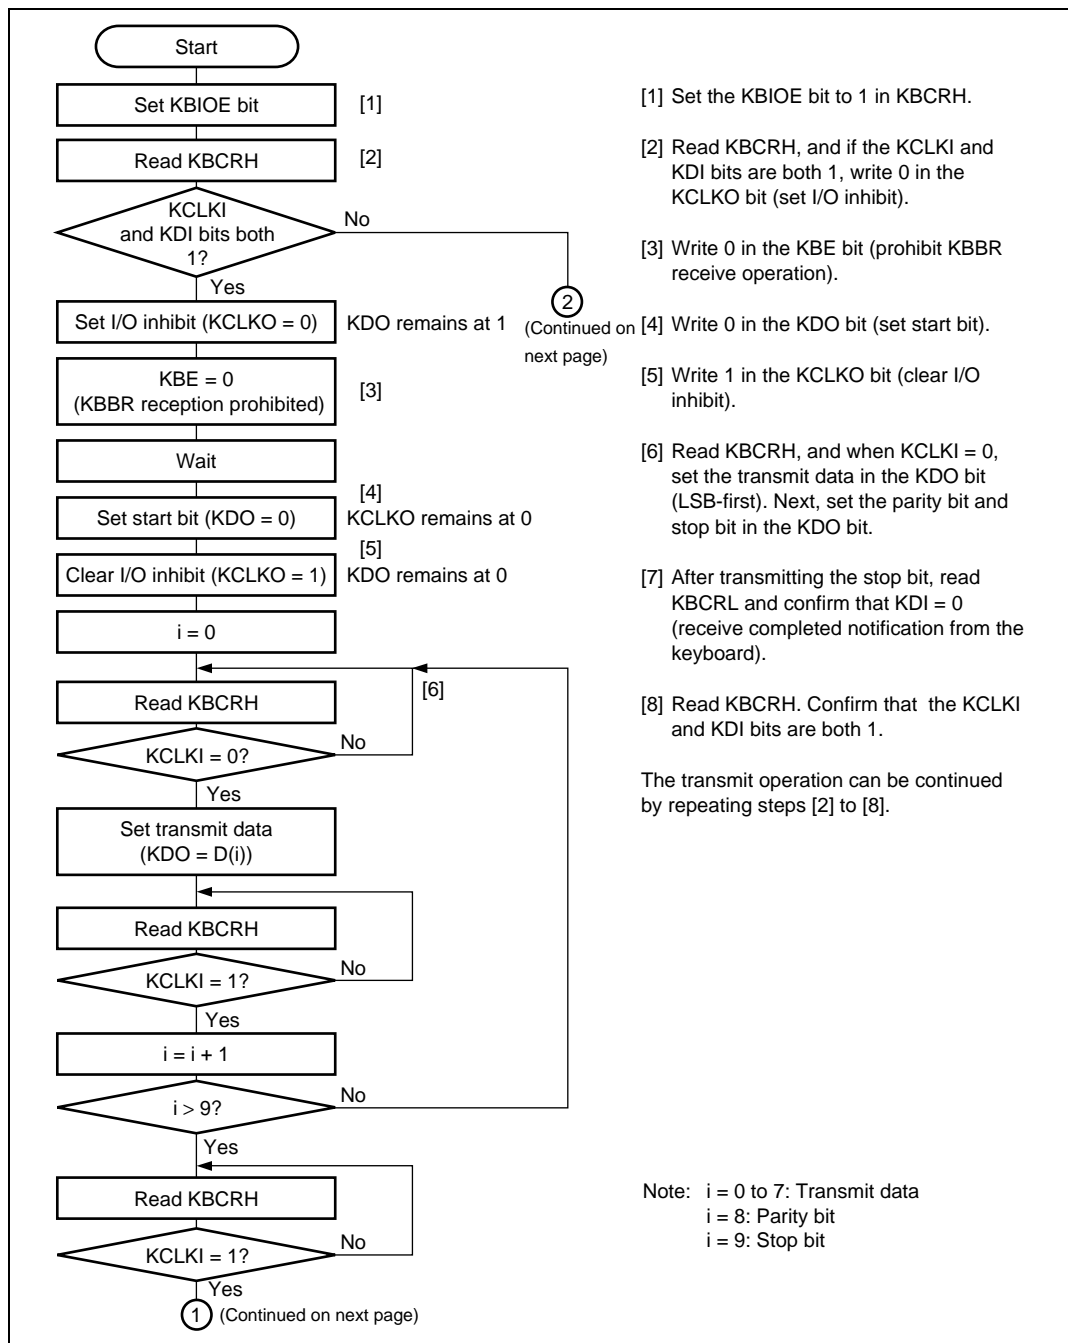 Start
Set KBIOE bit
[1]
Read KBCRH
[2]
KCLKI
and KDI bits both
1?
No
Yes
2
(Continued on
next page)
Set I/O inhibit (KCLKO = 0)
KDO remains at 1
KBE = 0
(KBBR reception prohibited)
[3]
Wait
[4]
Set start bit (KDO = 0)
KCLKO remains at 0
[5]
Clear I/O inhibit (KCLKO = 1)
KDO remains at 0
i = 0
[6]
Read KBCRH
KCLKI = 0?
No
Yes
Set transmit data
(KDO = D(i))
Read KBCRH
KCLKI = 1?
No
Yes
i = i + 1
i > 9?
No
Yes
Read KBCRH
KCLKI = 1?
No
Yes
1
(Continued on next page)
[1] Set the KBIOE bit to 1 in KBCRH.
[2] Read KBCRH, and if the KCLKI and
KDI bits are both 1, write 0 in the
KCLKO bit (set I/O inhibit).
[3] Write 0 in the KBE bit (prohibit KBBR
receive operation).
[4] Write 0 in the KDO bit (set start bit).
[5] Write 1 in the KCLKO bit (clear I/O
inhibit).
[6] Read KBCRH, and when KCLKI = 0,
set the transmit data in the KDO bit
(LSB-first). Next, set the parity bit and
stop bit in the KDO bit.
[7] After transmitting the stop bit, read
KBCRL and confirm that KDI = 0
(receive completed notification from the
keyboard).
[8] Read KBCRH. Confirm that the KCLKI
and KDI bits are both 1.
The transmit operation can be continued
by repeating steps [2] to [8].
Note: i = 0 to 7: Transmit data
i = 8: Parity bit
i = 9: Stop bit